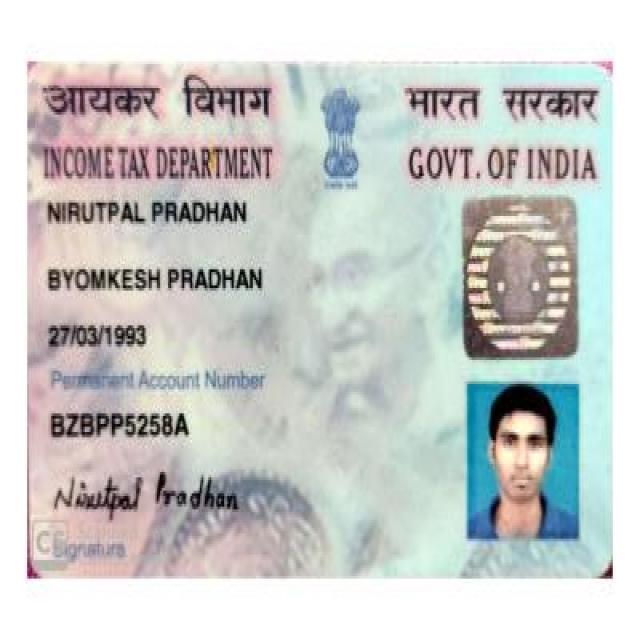 आयकर विभाग
भारत सरकार
INCOME TAX DEPARTMENT
GOVT. OF INDIA
NIRUTPAL PRADHAN
BYOMKESH PRADHAN
27/03/1993
Permanent Account Number
BZBPP5258A
Nirutpal Pradhan
Signature